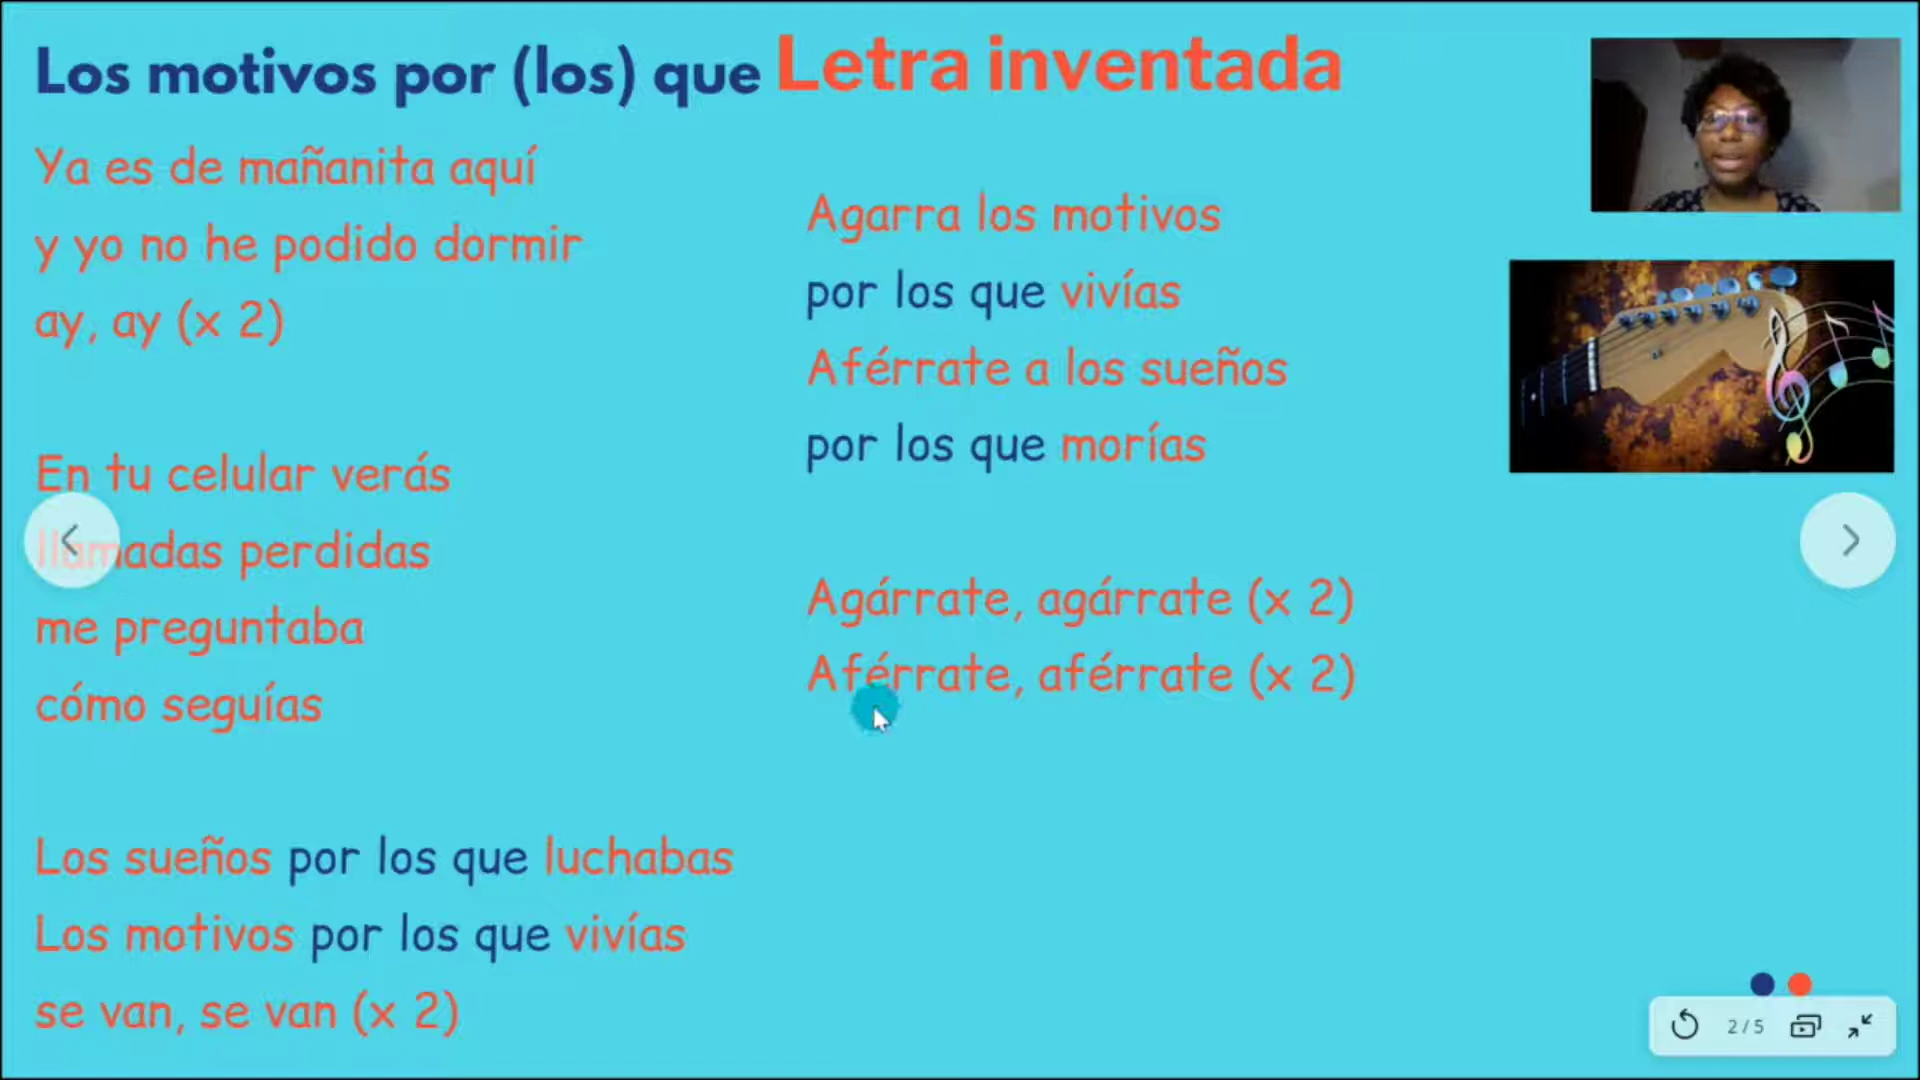 Los motivos por (los) que Letra inventada
Ya es de mañanita aquí
y yo no he podido dormir
ay, ay (x 2)
En tu celular verás
llamadas perdidas
me preguntaba
cómo seguías
Los sueños por los que luchabas
Los motivos por los que vivías
se van, se van (x 2)
Agarra los motivos
por los que vivías
Aférrate a los sueños
por los que morías
Agárrate, agárrate (x 2)
Aférrate, aférrate (x 2)
2 / 5